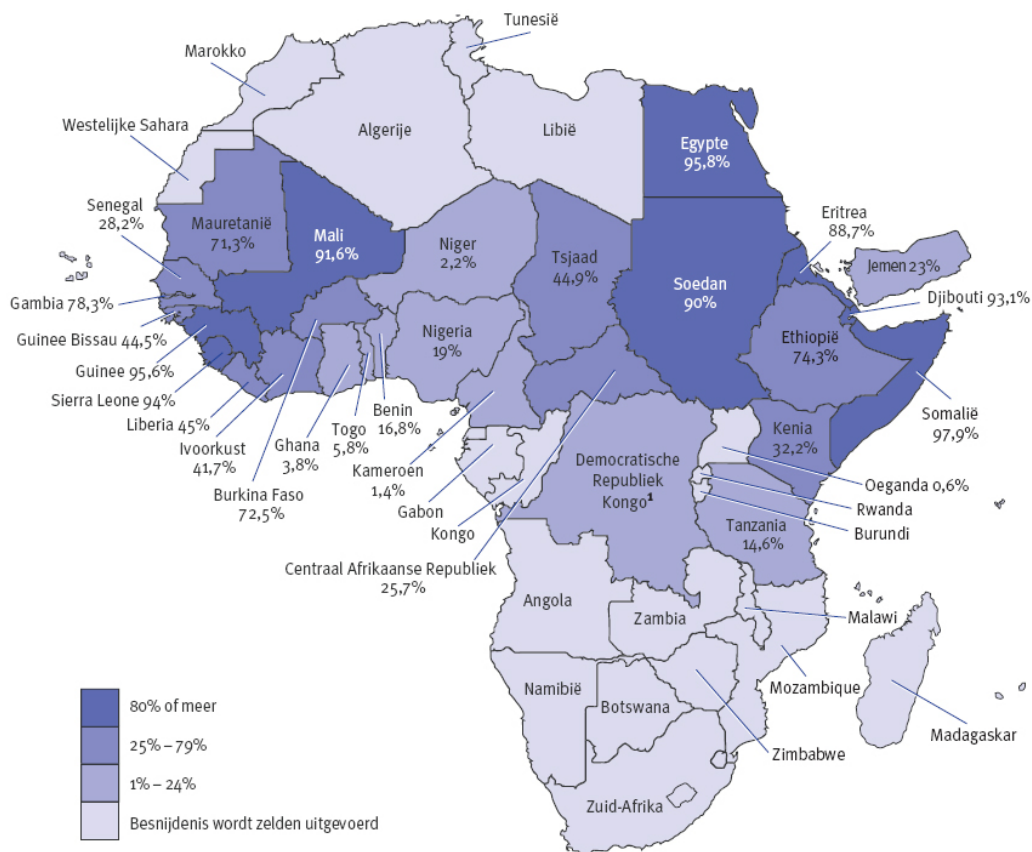 Tunesië
Marokko
Westelijke Sahara
Algerije
Libië
Egypte
95,8%
Senegal
28,2%
Mauretanië
71,3%
Mali
91,6%
Niger
2,2%
Tsjaad
44,9%
Soedan
90%
Eritrea
88,7%
Jemen 23%
Gambia 78,3%
Djibouti 93,1%
Guinee Bissau 44,5%
Nigeria
19%
Ethiopië
74,3%
Guinee 95,6%
Sierra Leone 94%
Liberia 45%
Ivoorkust
41,7%
Ghana
3,8%
Togo
5,8%
Benin
16,8%
Burkina Faso
72,5%
Kameroen
1,4%
Gabon
Kongo
Centraal Afrikaanse Republiek
25,7%
Democratische
Republiek
Kongo¹
Kenia
32,2%
Somalië
97,9%
Oeganda 0,6%
Rwanda
Burundi
Tanzania
14,6%
Angola
Zambia
Malawi
Mozambique
Namibië
Botswana
Zimbabwe
Madagaskar
Zuid-Afrika
80% of meer
25% – 79%
1% – 24%
Besnijdenis wordt zelden uitgevoerd